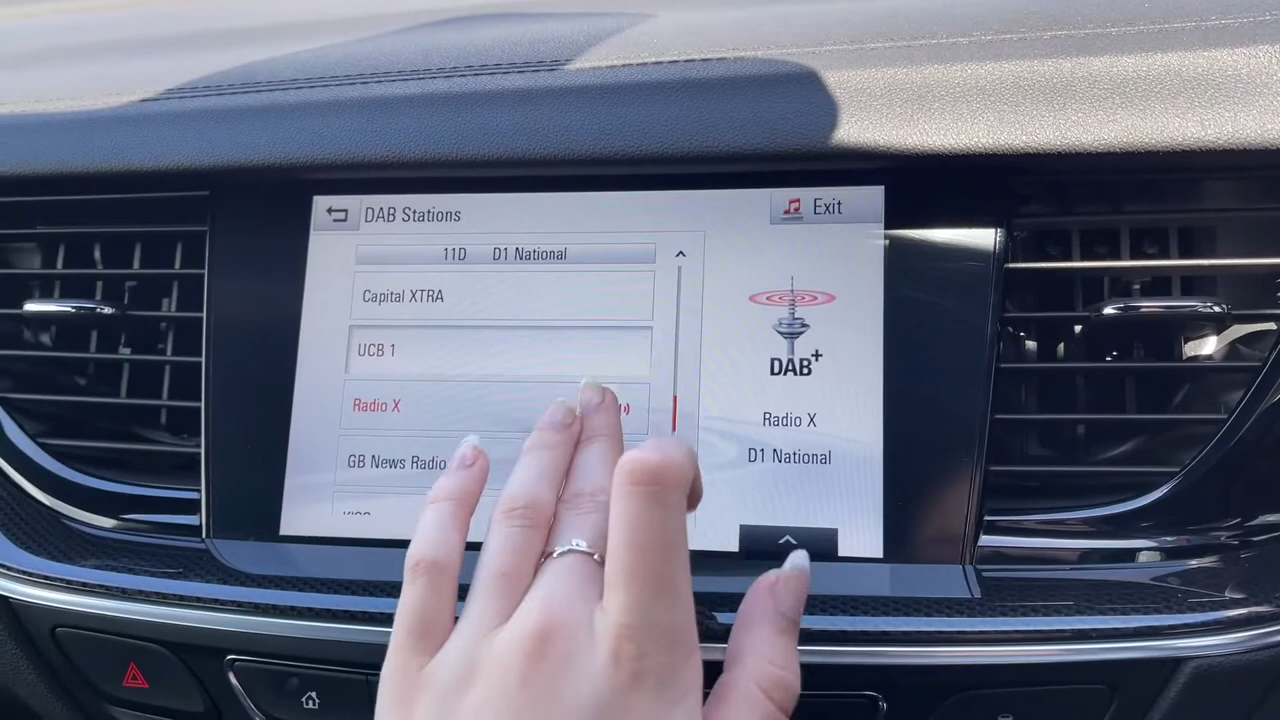 DAB Stations
Exit
11D D1 National
Capital XTRA
UCB 1
Radio X
GB News Radio
DAB+
Radio X
D1 National